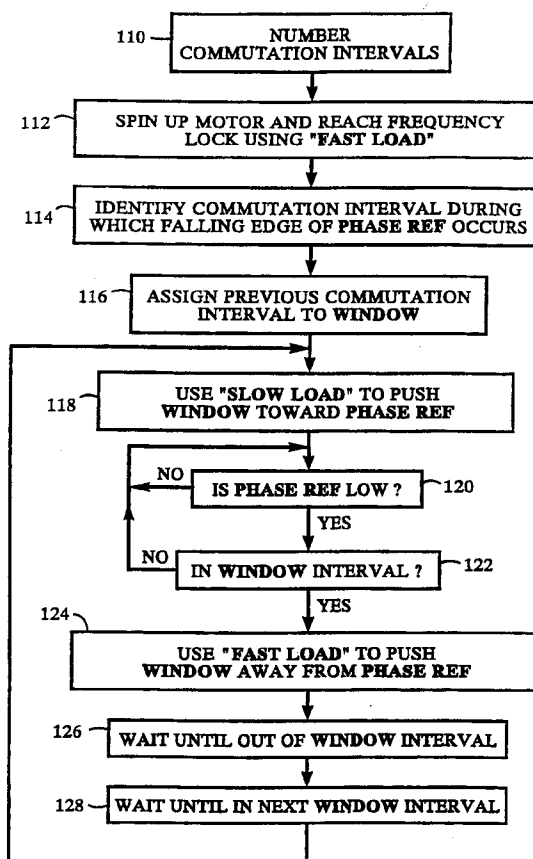 110
NUMBER
COMMUTATION INTERVALS
112
SPIN UP MOTOR AND REACH FREQUENCY
LOCK USING "FAST LOAD"
114
IDENTIFY COMMUTATION INTERVAL DURING
WHICH FALLING EDGE OF PHASE REF OCCURS
116
ASSIGN PREVIOUS COMMUTATION
INTERVAL TO WINDOW
118
USE "SLOW LOAD" TO PUSH
WINDOW TOWARD PHASE REF
NO
IS PHASE REF LOW ?
120
YES
NO
IN WINDOW INTERVAL ?
122
YES
124
USE "FAST LOAD" TO PUSH
WINDOW AWAY FROM PHASE REF
126
WAIT UNTIL OUT OF WINDOW INTERVAL
128
WAIT UNTIL IN NEXT WINDOW INTERVAL